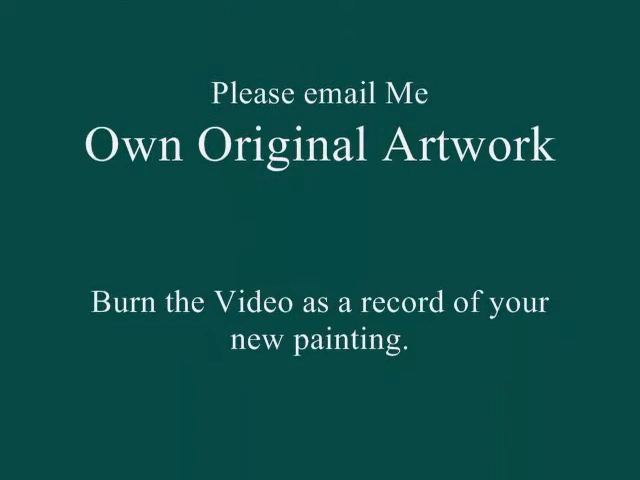 Please email Me
Own Original Artwork
Burn the Video as a record of your
new painting.